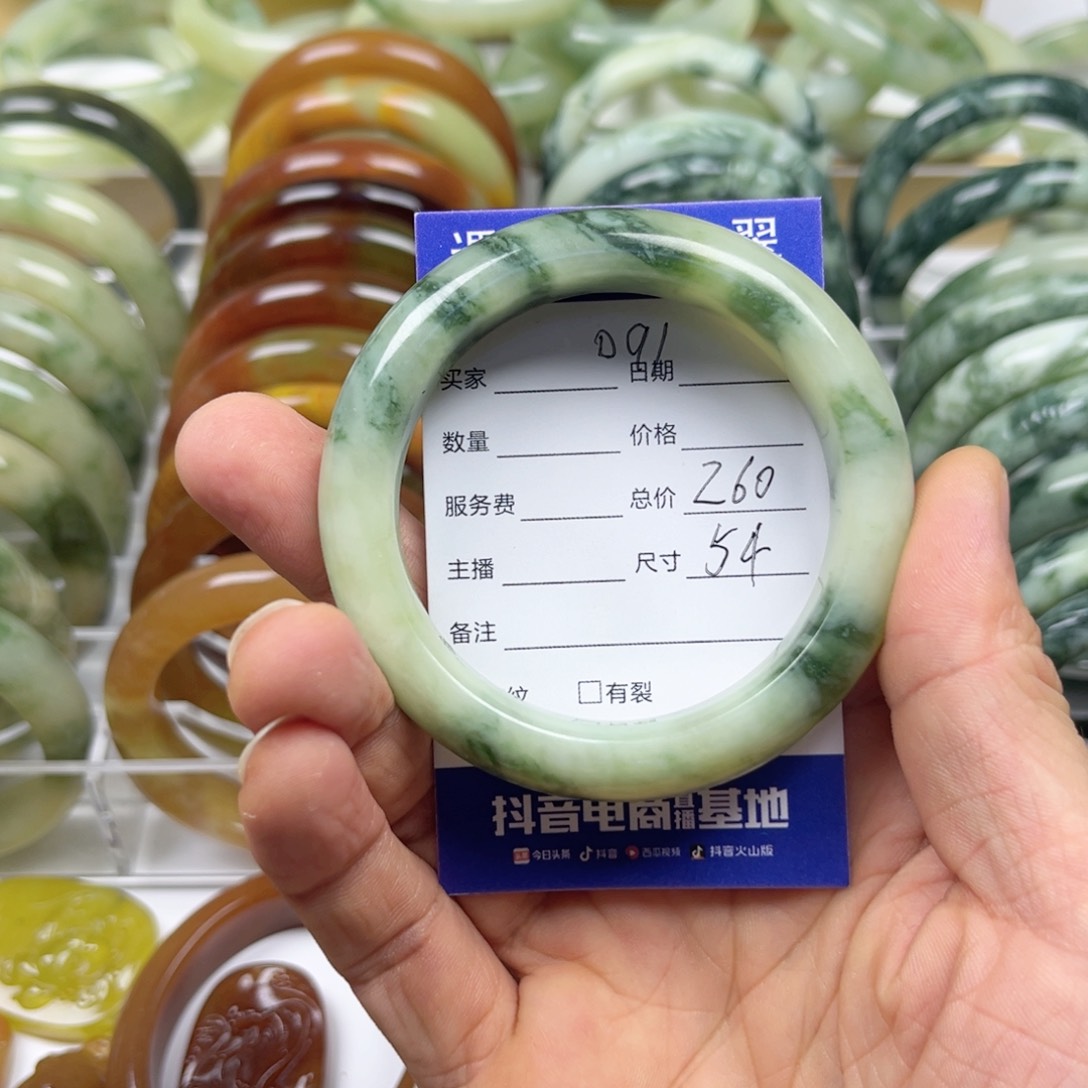 翠
D91
买家 日期
数量 价格
服务费 总价 260
主播 尺寸 54
备注
纹 □有裂
抖音电商直播基地
今日头条 抖音 西瓜视频 抖音火山版